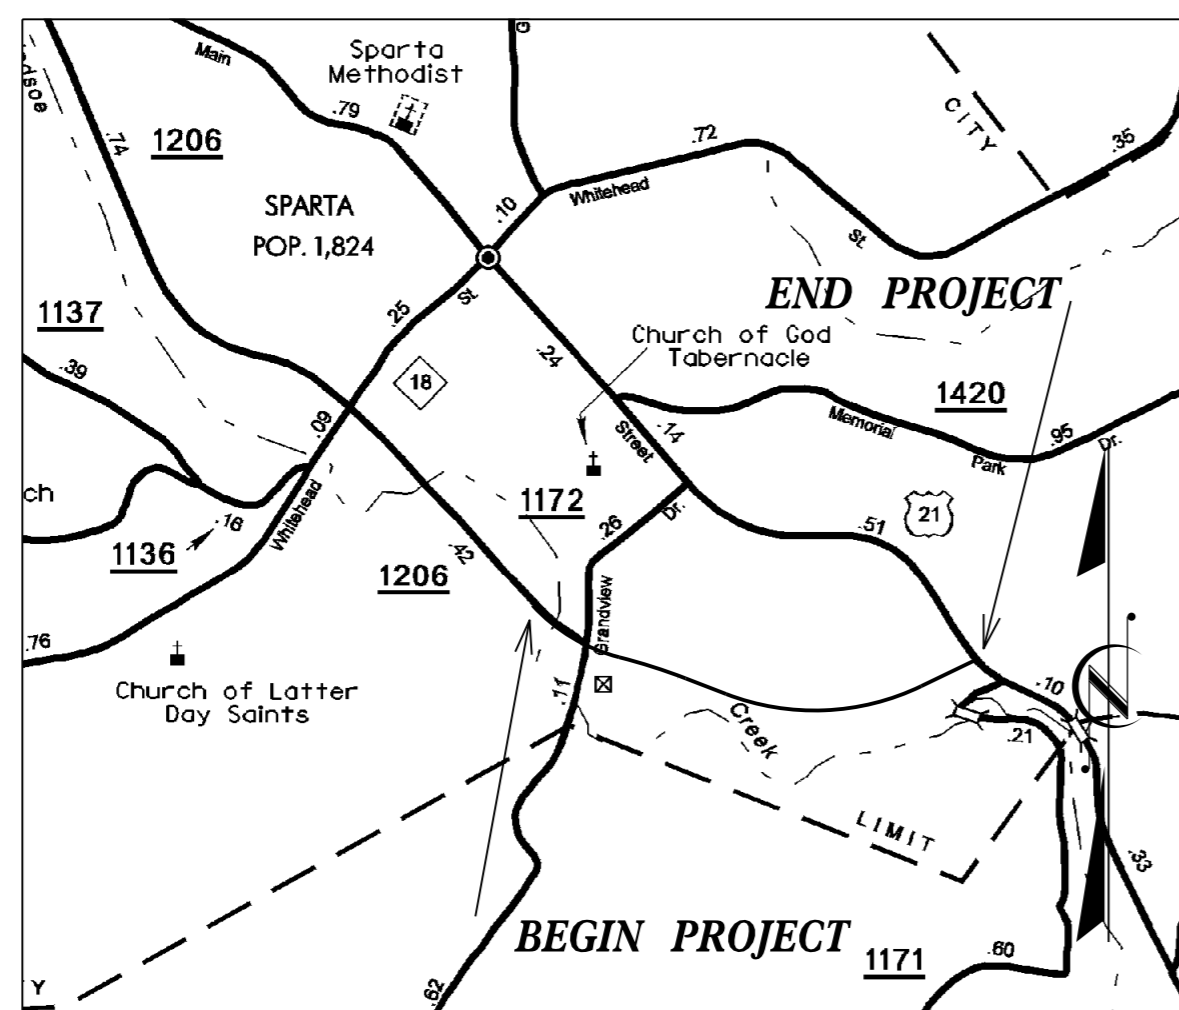 Main
Sparta
Methodist
G
.79
.72
CITY
.35
.74
1206
SPARTA
POP. 1,824
.10
Whitehead
St
END PROJECT
1137
.25
St
Church of God
Tabernacle
.24
.39
18
1420
.09
Street
.14
Memorial
Park
.95
Dr.
ch
Whitehead
1172
Dr.
21
.51
.16
.26
1136
1206
.42
Grandview
.76
Church of Latter
Day Saints
.11
Creek
.10
N
.21
LIMIT
.33
BEGIN PROJECT
1171
.60
Y
.62